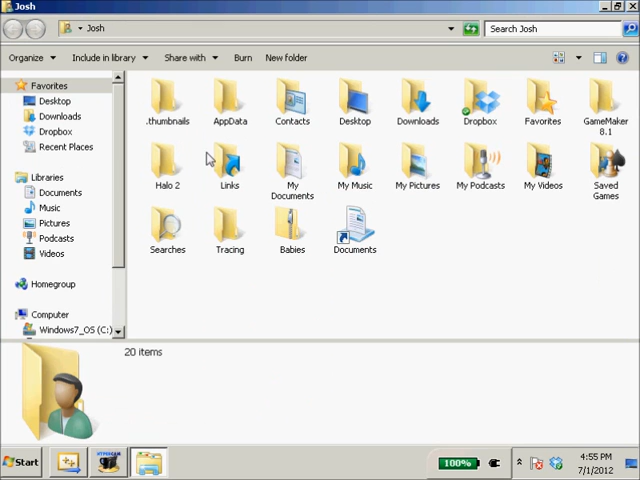 Josh
Josh
Search Josh
Organize
Include in library
Share with
Burn
New folder
Favorites
Desktop
Downloads
Dropbox
Recent Places
Libraries
Documents
Music
Pictures
Podcasts
Videos
Homegroup
Computer
Windows7_OS (C:)
.thumbnails
AppData
Contacts
Desktop
Downloads
Dropbox
Favorites
GameMaker
8.1
Halo 2
Links
My
Documents
My Music
My Pictures
My Podcasts
My Videos
Saved
Games
Searches
Tracing
Babies
Documents
20 items
Start
HYPERCAM
100%
4:55 PM
7/1/2012